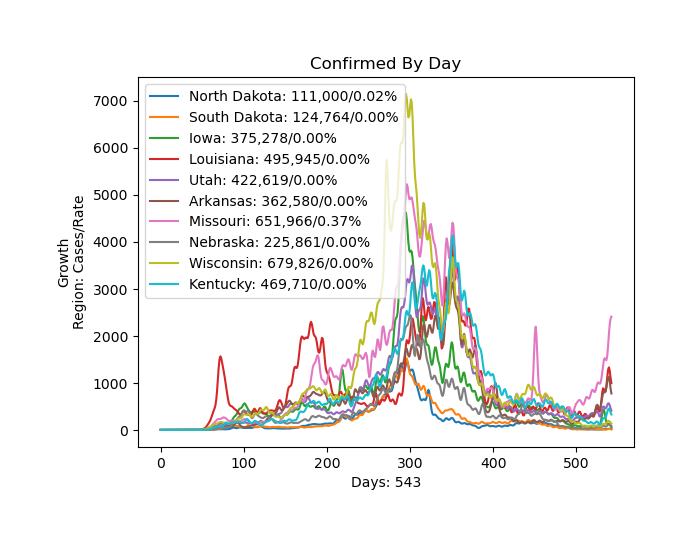 Confirmed By Day
North Dakota: 111,000/0.02%
South Dakota: 124,764/0.00%
Iowa: 375,278/0.00%
Louisiana: 495,945/0.00%
Utah: 422,619/0.00%
Arkansas: 362,580/0.00%
Missouri: 651,966/0.37%
Nebraska: 225,861/0.00%
Wisconsin: 679,826/0.00%
Kentucky: 469,710/0.00%
Growth
Region: Cases/Rate
7000
6000
5000
4000
3000
2000
1000
0
0 100 200 300 400 500
Days: 543